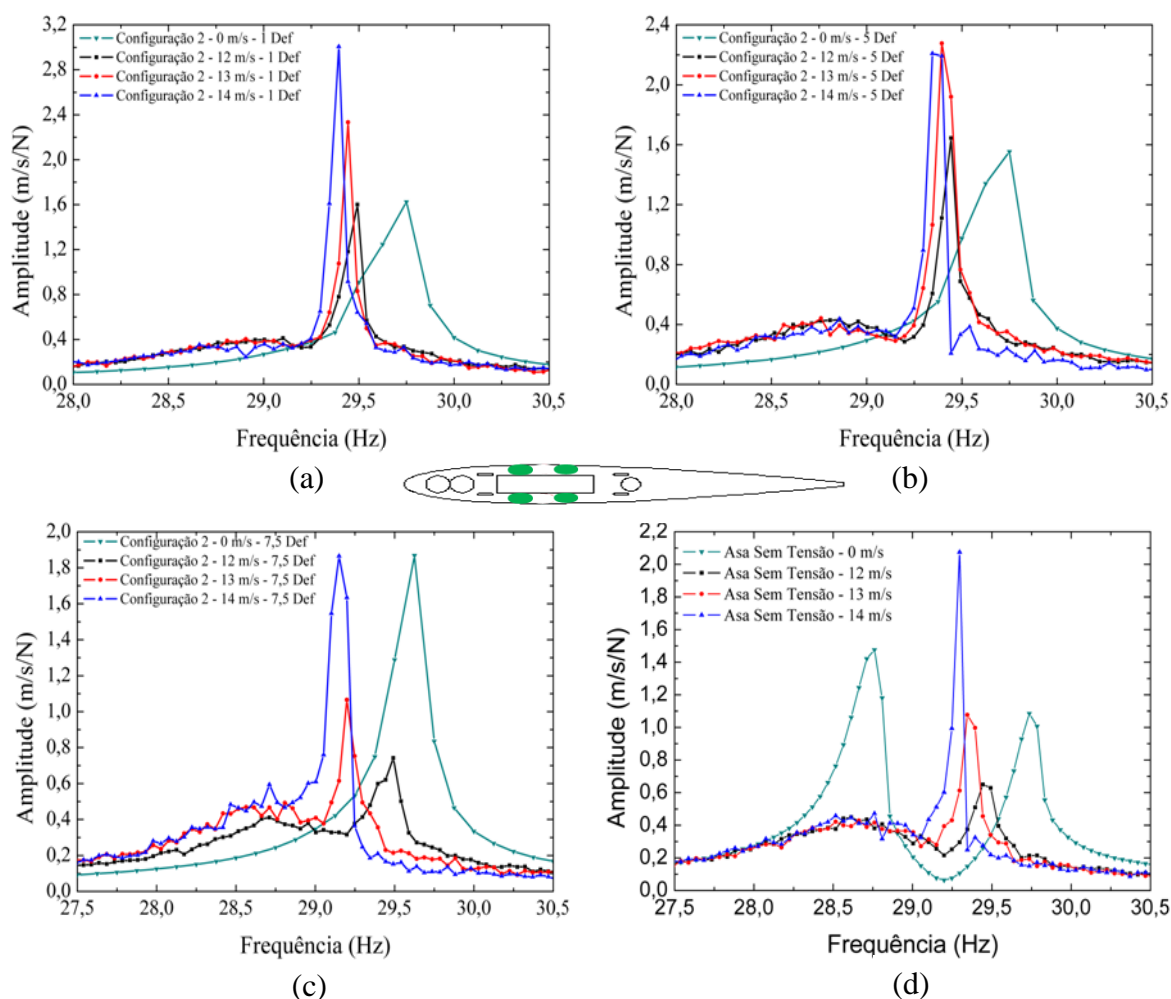 3,2
2,8
2,4
2,0
1,6
1,2
0,8
0,4
0,0
Amplitude (m/s/N)
Configuração 2 - 0 m/s - 1 Def
Configuração 2 - 12 m/s - 1 Def
Configuração 2 - 13 m/s - 1 Def
Configuração 2 - 14 m/s - 1 Def
28,0 28,5 29,0 29,5 30,0 30,5
Frequência (Hz)
(a)
2,4
2,0
1,6
1,2
0,8
0,4
0,0
Amplitude (m/s/N)
Configuração 2 - 0 m/s - 5 Def
Configuração 2 - 12 m/s - 5 Def
Configuração 2 - 13 m/s - 5 Def
Configuração 2 - 14 m/s - 5 Def
28,0 28,5 29,0 29,5 30,0 30,5
Frequência (Hz)
(b)
2,0
1,8
1,6
1,4
1,2
1,0
0,8
0,6
0,4
0,2
0,0
Amplitude (m/s/N)
Configuração 2 - 0 m/s - 7,5 Def
Configuração 2 - 12 m/s - 7,5 Def
Configuração 2 - 13 m/s - 7,5 Def
Configuração 2 - 14 m/s - 7,5 Def
27,5 28,0 28,5 29,0 29,5 30,0 30,5
Frequência (Hz)
(c)
2,2
2,0
1,8
1,6
1,4
1,2
1,0
0,8
0,6
0,4
0,2
0,0
Amplitude (m/s/N)
Asa Sem Tensão - 0 m/s
Asa Sem Tensão - 12 m/s
Asa Sem Tensão - 13 m/s
Asa Sem Tensão - 14 m/s
27,5 28,0 28,5 29,0 29,5 30,0 30,5
Frequência (Hz)
(d)